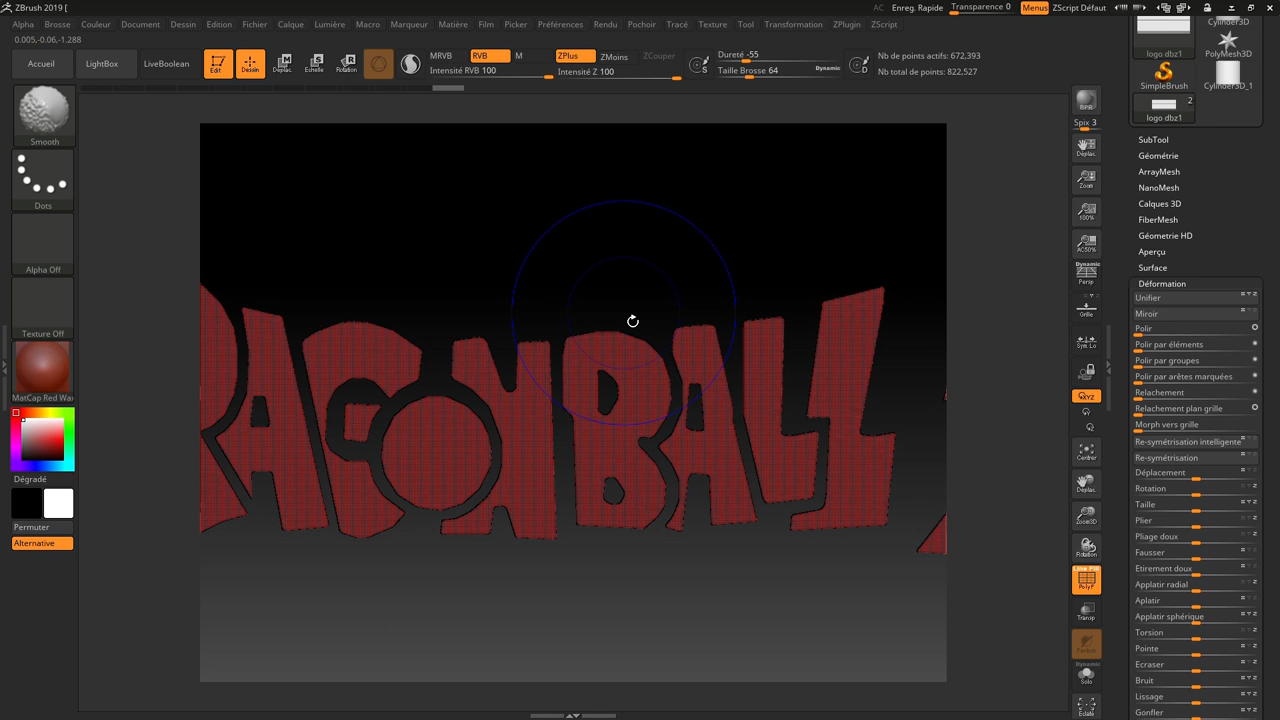 ZBrush 2019 [
AC Enreg. Rapide Transparence 0 Menus ZScript Défaut
Alpha Brosse Couleur Document Dessin Edition Fichier Calque Lumière Macro Marqueur Matière Film Picker Préférences Rendu Pochoir Tracé Texture Tool Transformation ZPlugin ZScript
0.005,-0.06,-1.288
Accueil LightBox LiveBoolean Edit Dessin Déplac. Echelle Rotation
MRVB RVB M
Intensité RVB 100
ZPlus ZMoins ZCouper
Intensité Z 100
Dureté -55
Taille Brosse 64 Dynamic
Nb de points actifs: 672,393
Nb total de points: 822,527
Smooth
Dots
Alpha Off
Texture Off
MatCap Red Wax
Dégradé
Permuter
Alternative
BALL
BPR
Spix 3
Déplac.
Zoom
100%
AC50%
Dynamic
Persp
Grille
Sym.Lo
XYZ
Centrer
Déplac.
Zoom3D
Rotation
Line Fill
PolyF
Transp
Dynamic
Solo
Eclaté
Cylinder3D
logo dbz1
PolyMesh3D
SimpleBrush
Cylinder3D_1
2
logo dbz1
SubTool
Géométrie
ArrayMesh
NanoMesh
Calques 3D
FiberMesh
Géometrie HD
Aperçu
Surface
Déformation
Unifier
Miroir
Polir
Polir par éléments
Polir par groupes
Polir par arêtes marquées
Relachement
Relachement plan grille
Morph vers grille
Re-symétrisation intelligente
Re-symétrisation
Déplacement
Rotation
Taille
Plier
Pliage doux
Fausser
Etirement doux
Applatir radial
Aplatir
Applatir sphérique
Torsion
Pointe
Ecraser
Bruit
Lissage
Gonfler